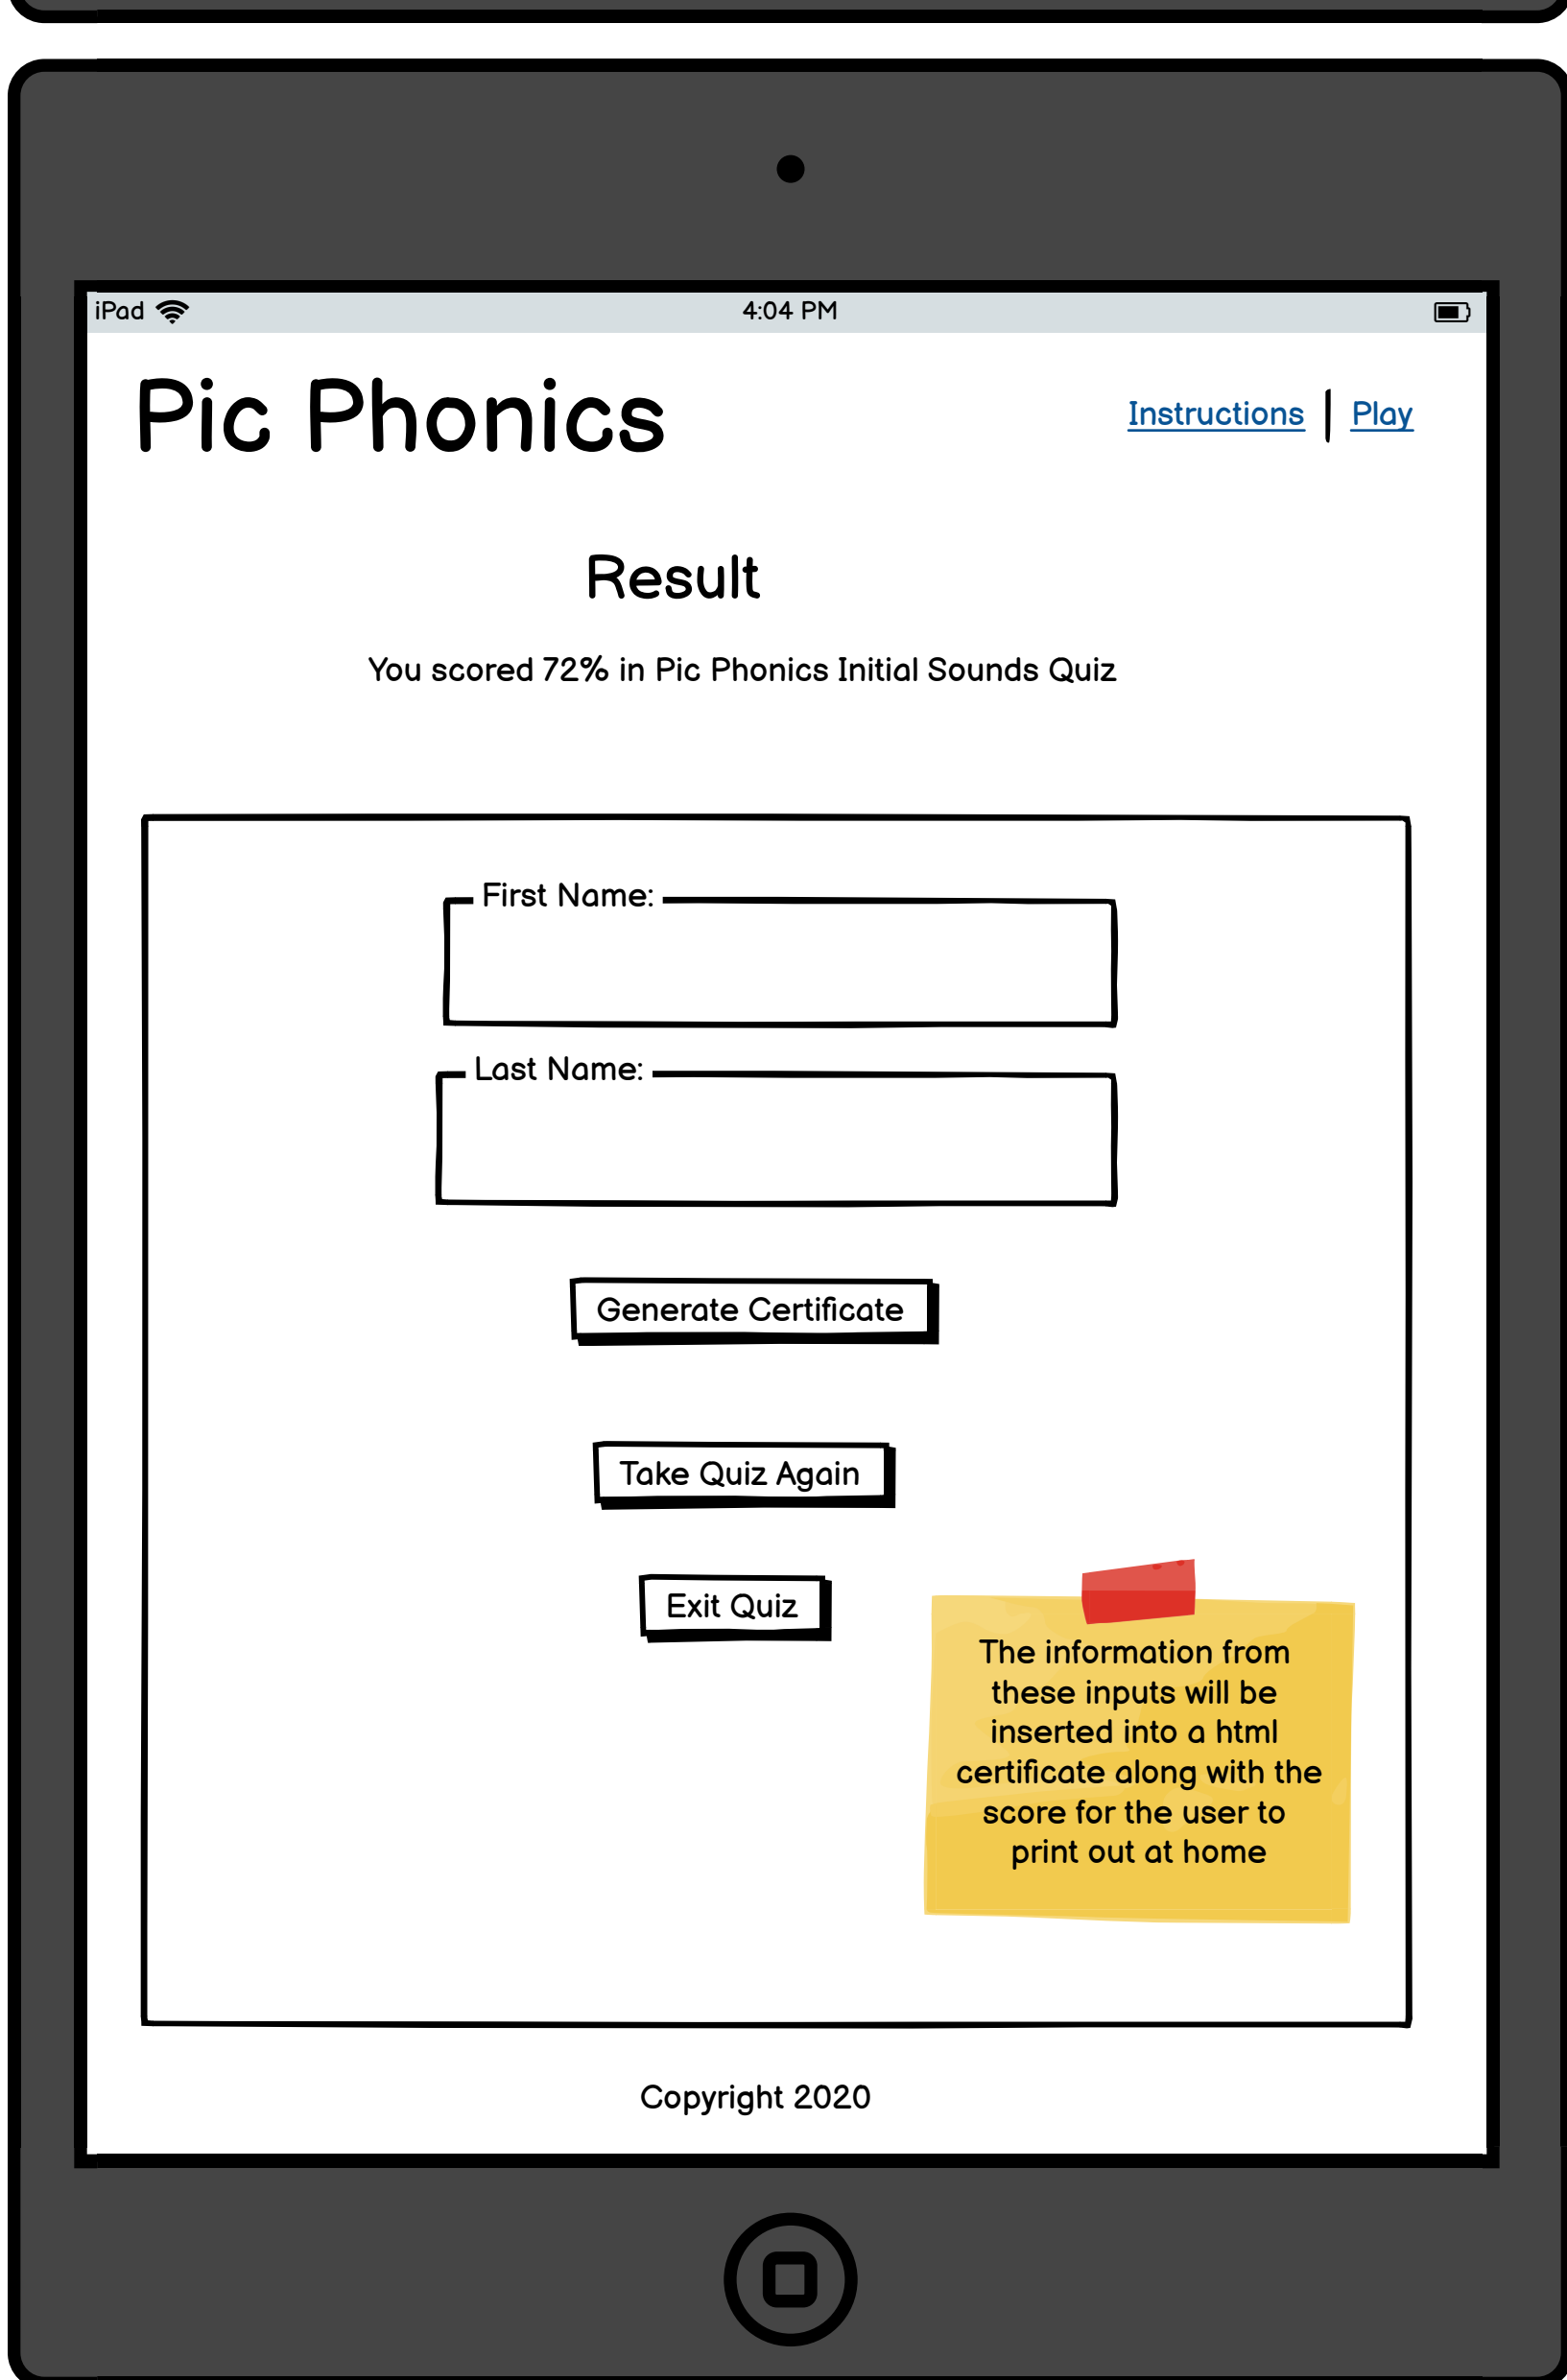 iPad 4:04 PM
Pic Phonics
Instructions | Play
Result
You scored 72% in Pic Phonics Initial Sounds Quiz
First Name:
Last Name:
Generate Certificate
Take Quiz Again
Exit Quiz
The information from
these inputs will be
inserted into a html
certificate along with the
score for the user to
print out at home
Copyright 2020